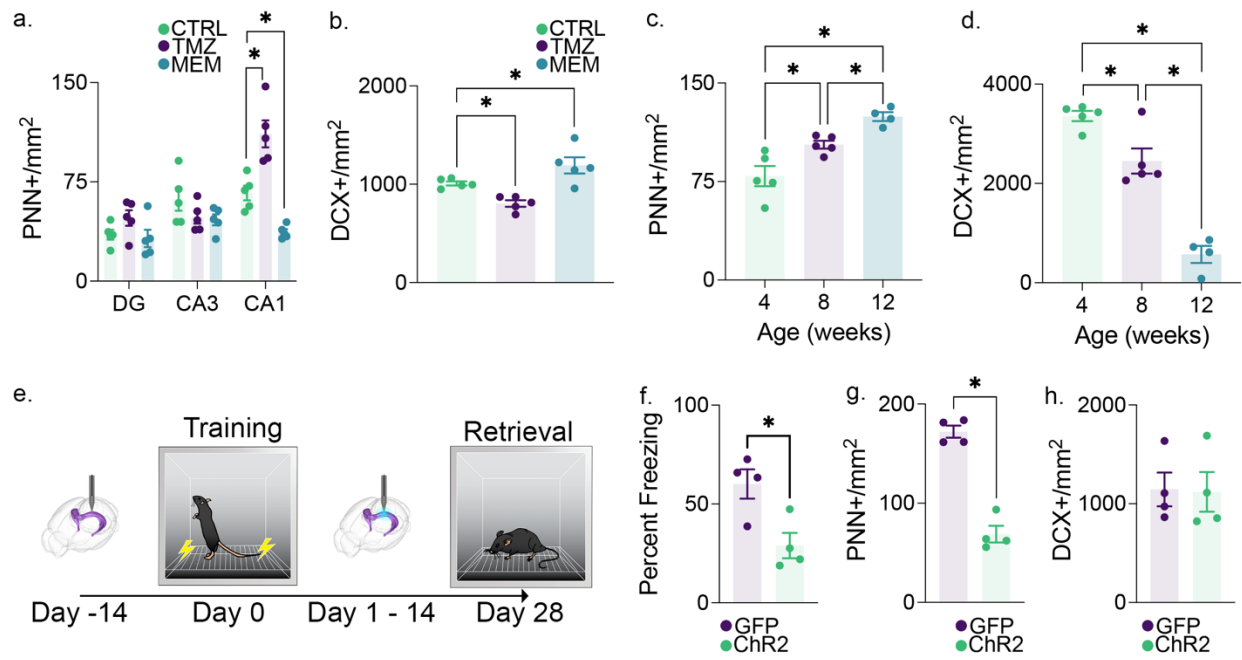 a.
CTRL
TMZ
MEM
*
*
PNN+/mm2
150
75
0
DG CA3 CA1
b.
CTRL
TMZ
MEM
*
*
DCX+/mm2
2000
1000
0
c.
*
* *
PNN+/mm2
150
75
0
4 8 12
Age (weeks)
d.
*
* *
DCX+/mm2
4000
2000
0
4 8 12
Age (weeks)
e.
Training
Retrieval
Day -14
Day 0
Day 1 - 14
Day 28
f.
*
Percent Freezing
100
50
0
GFP
ChR2
g.
*
PNN+/mm2
200
100
0
GFP
ChR2
h.
DCX+/mm2
2000
1000
0
GFP
ChR2